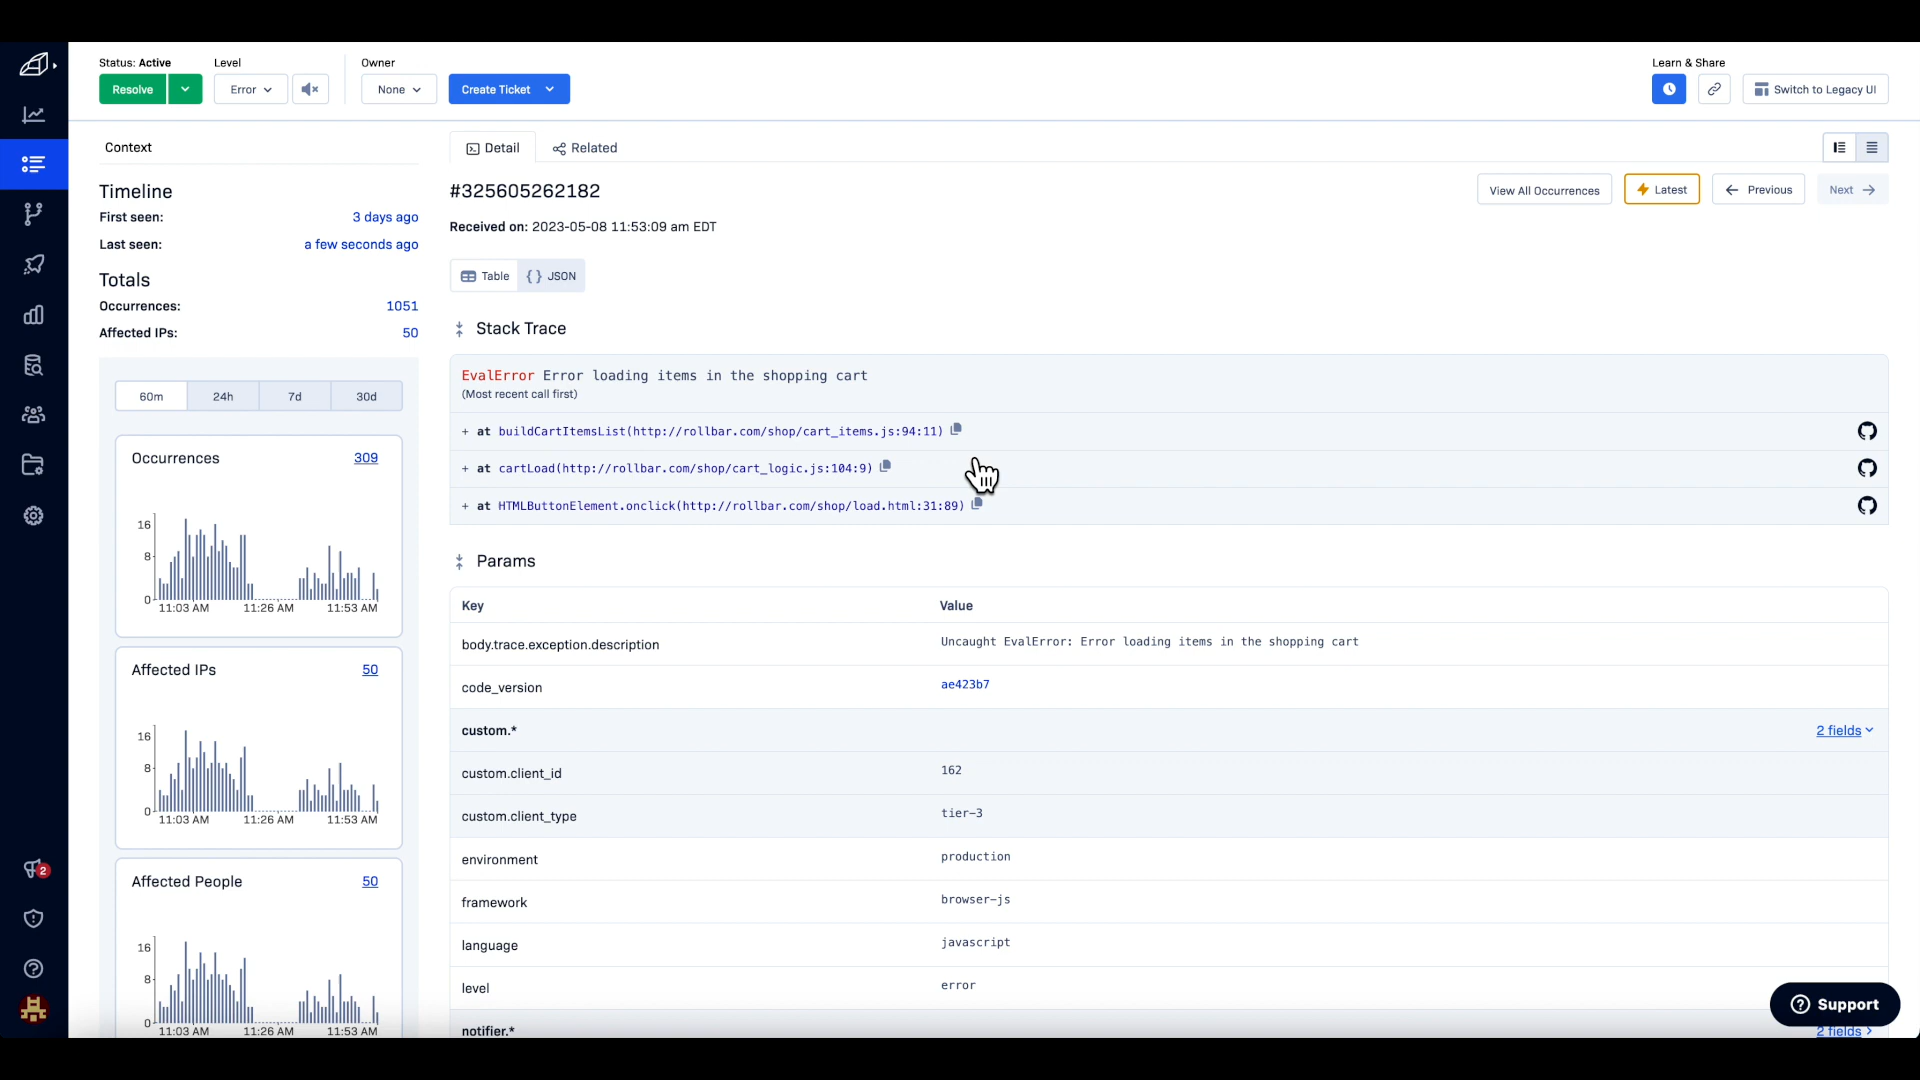 Status: Active
Level
Owner
Learn & Share
Resolve
Error
None
Create Ticket
Switch to Legacy UI
Context
Detail
Related
Timeline
First seen:
3 days ago
Last seen:
a few seconds ago
Totals
Occurrences:
1051
Affected IPs:
50
60m
24h
7d
30d
Occurrences
309
16
8
0
11:03 AM
11:26 AM
11:53 AM
Affected IPs
50
16
8
0
11:03 AM
11:26 AM
11:53 AM
Affected People
50
16
8
0
11:03 AM
11:26 AM
11:53 AM
2
#325605262182
View All Occurrences
Latest
Previous
Next
Received on: 2023-05-08 11:53:09 am EDT
Table
{ } JSON
Stack Trace
EvalError Error loading items in the shopping cart
(Most recent call first)
+ at buildCartItemsList(http://rollbar.com/shop/cart_items.js:94:11)
+ at cartLoad(http://rollbar.com/shop/cart_logic.js:104:9)
+ at HTMLButtonElement.onclick(http://rollbar.com/shop/load.html:31:89)
Params
Key
Value
body.trace.exception.description
Uncaught EvalError: Error loading items in the shopping cart
code_version
ae423b7
custom.*
2 fields
custom.client_id
162
custom.client_type
tier-3
environment
production
framework
browser-js
language
javascript
level
error
notifier.*
2 fields
Support